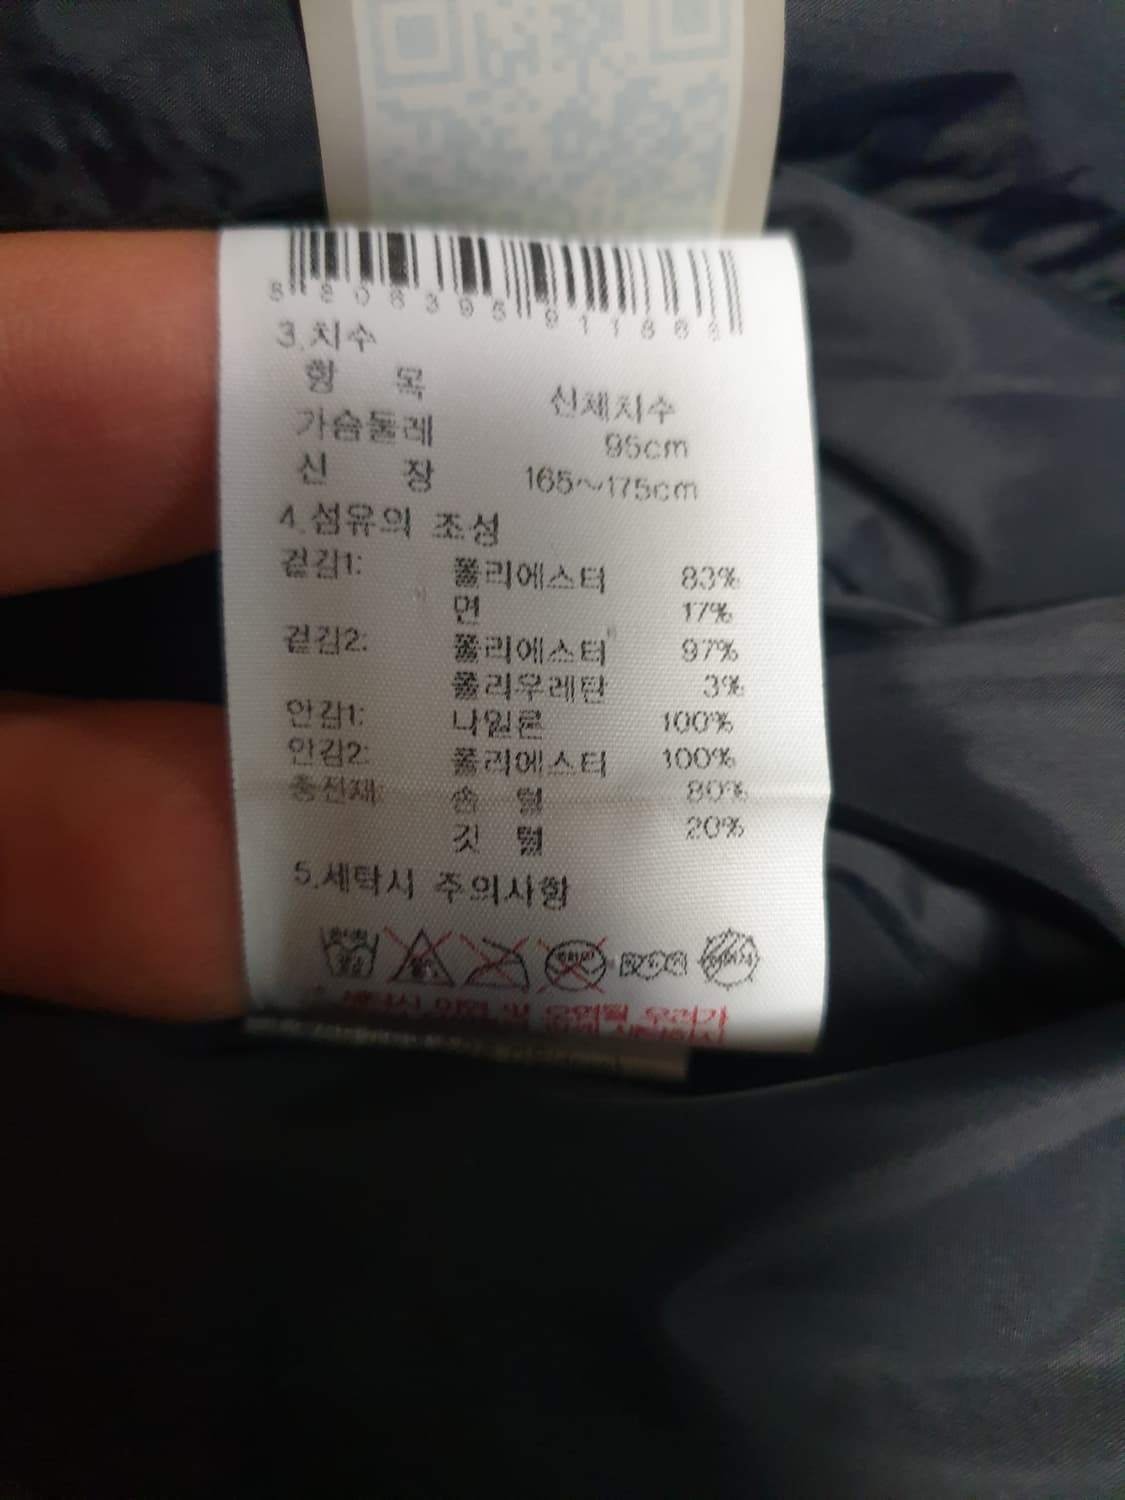 3.치수
항 목 신체치수
가슴둘레 95cm
신 장 165~175cm
4.섬유의 조성
겉감1: 폴리에스터 83%
면 17%
겉감2: 폴리에스터 97%
폴리우레탄 3%
안감1: 나일론 100%
안감2: 폴리에스터 100%
충전재: 솜 털 80%
깃 털 20%
5.세탁시 주의사항